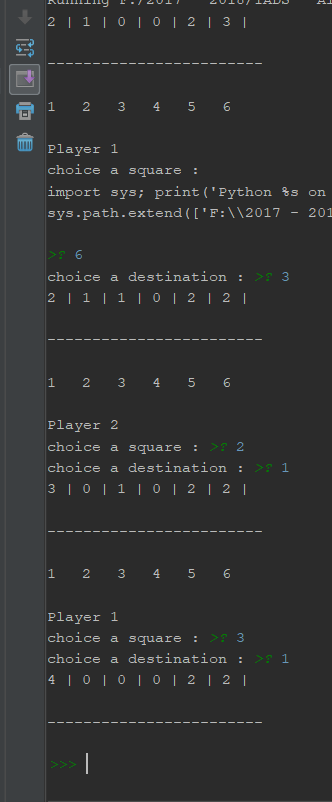 Running F:/2017 - 2018/IADS - A
2 | 1 | 0 | 0 | 2 | 3 |
-------------------------
1 2 3 4 5 6
Player 1
choice a square :
import sys; print('Python %s on
sys.path.extend(['F:\\2017 - 201
>? 6
choice a destination : >? 3
2 | 1 | 1 | 0 | 2 | 2 |
-------------------------
1 2 3 4 5 6
Player 2
choice a square : >? 2
choice a destination : >? 1
3 | 0 | 1 | 0 | 2 | 2 |
-------------------------
1 2 3 4 5 6
Player 1
choice a square : >? 3
choice a destination : >? 1
4 | 0 | 0 | 0 | 2 | 2 |
-------------------------
>>>